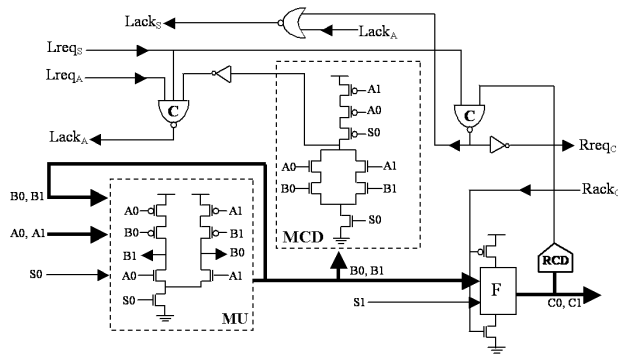 Lack_S
Lack_A
Lreq_S
Lreq_A
C
C
A1
A0
S0
Lack_A
Rreq_C
A0
A1
B0, B1
B0
B1
Rack_C
A0
A1
A0, A1
B0
B1
S0
MCD
B1
B0
RCD
S0
A0
A1
B0, B1
F
S0
S1
C0, C1
MU